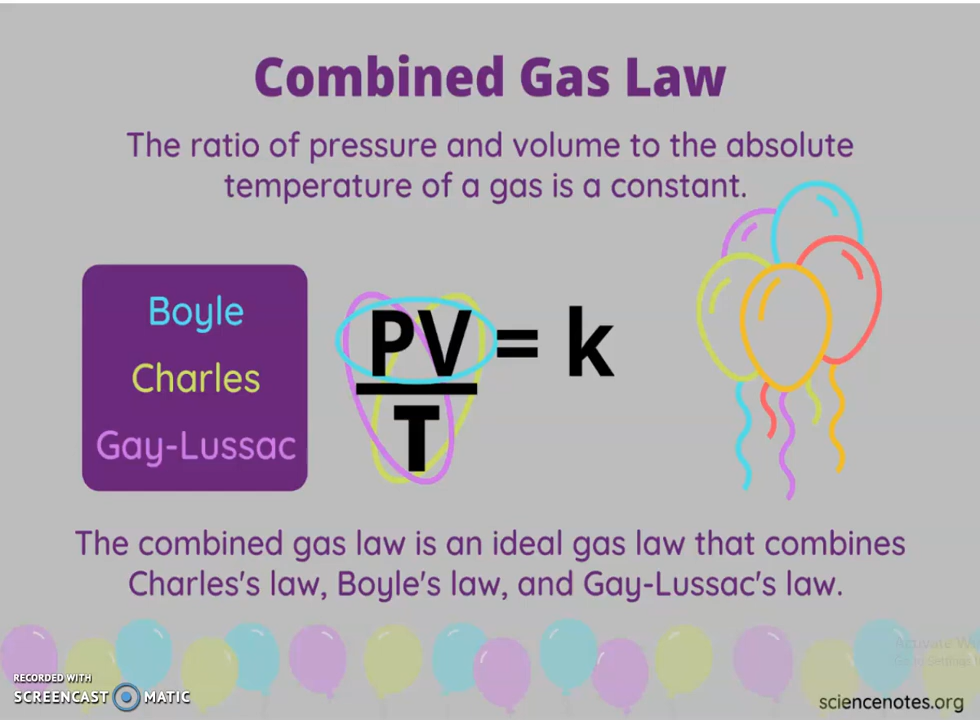 Combined Gas Law
The ratio of pressure and volume to the absolute
temperature of a gas is a constant.
Boyle
Charles
Gay-Lussac
PV = k
T
The combined gas law is an ideal gas law that combines
Charles's law, Boyle's law, and Gay-Lussac's law.
Activate W
RECORDED WITH
SCREENCAST MATIC
sciencenotes.org